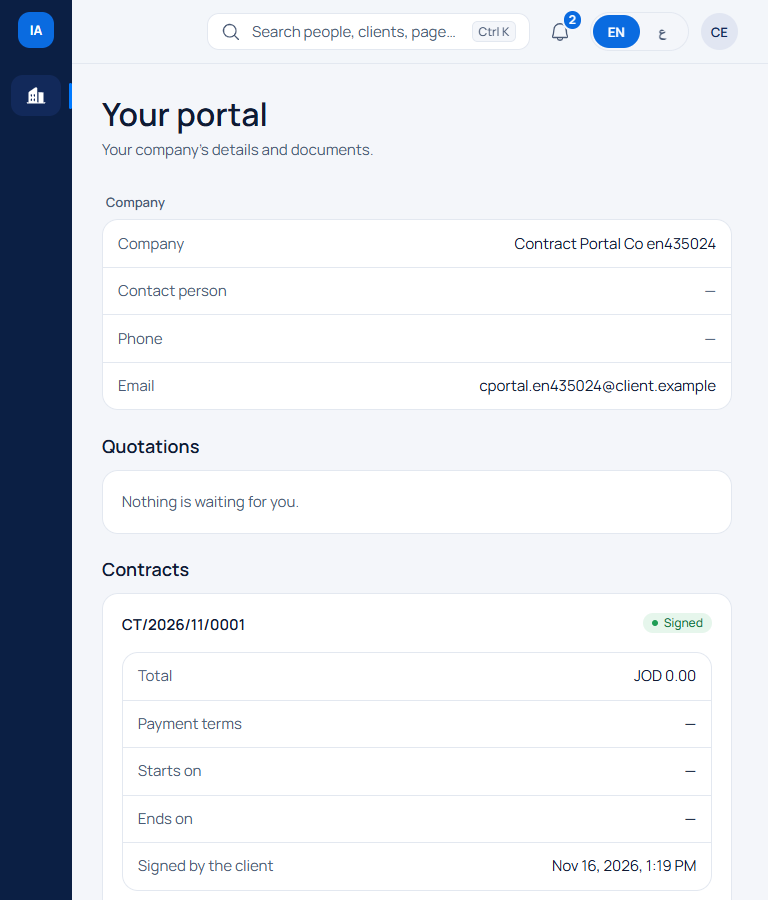 IA
Search people, clients, page...
Ctrl K
2
EN
ع
CE
Your portal
Your company's details and documents.
Company
Company Contract Portal Co en435024
Contact person —
Phone —
Email cportal.en435024@client.example
Quotations
Nothing is waiting for you.
Contracts
CT/2026/11/0001 Signed
Total JOD 0.00
Payment terms —
Starts on —
Ends on —
Signed by the client Nov 16, 2026, 1:19 PM